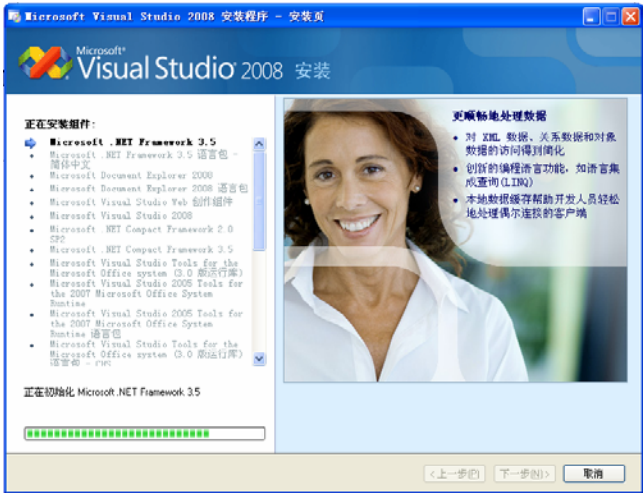 Microsoft Visual Studio 2008 安装程序 - 安装页
Microsoft®
Visual Studio 2008 安装
正在安装组件:
Microsoft .NET Framework 3.5
Microsoft .NET Framework 3.5 语言包 -
简体中文
Microsoft Document Explorer 2008
Microsoft Document Explorer 2008 语言包
Microsoft Visual Studio Web 创作组件
Microsoft Visual Studio 2008
Microsoft .NET Compact Framework 2.0
SP2
Microsoft .NET Compact Framework 3.5
Microsoft Visual Studio Tools for the
Microsoft Office system (3.0 版运行库)
Microsoft Visual Studio 2005 Tools for
the 2007 Microsoft Office System
Runtime
Microsoft Visual Studio 2005 Tools for
the 2007 Microsoft Office System
Runtime 语言包
Microsoft Visual Studio Tools for the
Microsoft Office system (3.0 版运行库)
语言包 - CHS
正在初始化 Microsoft .NET Framework 3.5
更顺畅地处理数据
对 XML 数据、关系数据和对象
数据的访问得到简化
创新的编程语言功能，如语言集
成查询(LINQ)
本地数据缓存帮助开发人员轻松
地处理偶尔连接的客户端
<上一步(P)
下一步(N)>
取消